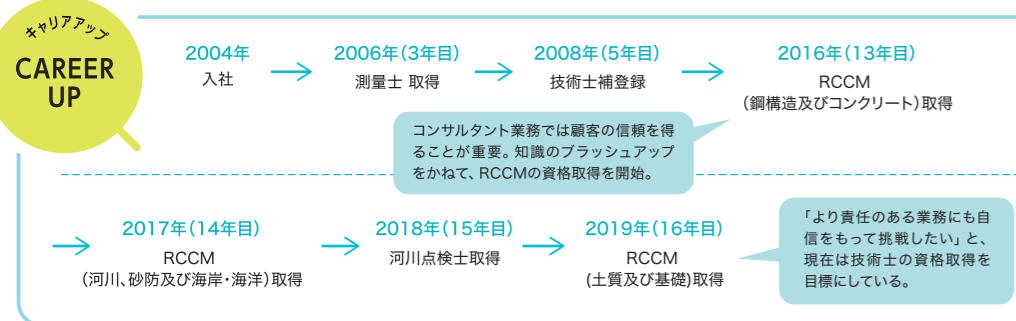 キャリアアップ
CAREER
UP
2004年
入社
2006年(3年目)
測量士 取得
2008年(5年目)
技術士補登録
2016年(13年目)
RCCM
(鋼構造及びコンクリート)取得
コンサルタント業務では顧客の信頼を得
ることが重要。知識のブラッシュアップ
をかねて、RCCMの資格取得を開始。
2017年(14年目)
RCCM
(河川、砂防及び海岸・海洋)取得
2018年(15年目)
河川点検士取得
2019年(16年目)
RCCM
(土質及び基礎)取得
「より責任のある業務にも自
信をもって挑戦したい」と、
現在は技術士の資格取得を
目標にしている。